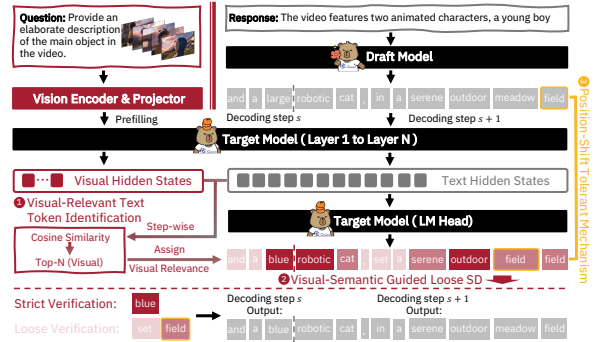 Question: Provide an
elaborate description
of the main object in
the video.
Response: The video features two animated characters, a young boy
Draft Model
and a large robotic cat , in a serene outdoor meadow field
Vision Encoder & Projector
Decoding step s
Decoding step s + 1
Prefilling
Target Model ( Layer 1 to Layer N )
Visual Hidden States
Text Hidden States
1 Visual-Relevant Text
Token Identification
Step-wise
Target Model ( LM Head )
Cosine Similarity
Top-N (Visual)
Assign
Visual Relevance
and a blue robotic cat , set a serene outdoor field field
2 Visual-Semantic Guided Loose SD
3 Position-Shift Tolerant Mechanism
Strict Verification: blue
Loose Verification: set field
Decoding step s
Output:
Decoding step s + 1
Output:
and a blue robotic cat , in a serene outdoor meadow field